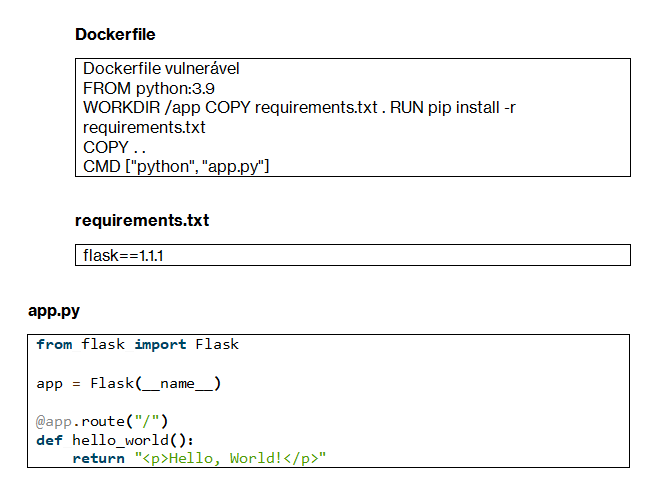 Dockerfile
Dockerfile vulnerável
FROM python:3.9
WORKDIR /app COPY requirements.txt . RUN pip install -r
requirements.txt
COPY . .
CMD ["python", "app.py"]
requirements.txt
flask==1.1.1
app.py
from flask import Flask
app = Flask(__name__)
@app.route("/")
def hello_world():
    return "<p>Hello, World!</p>"